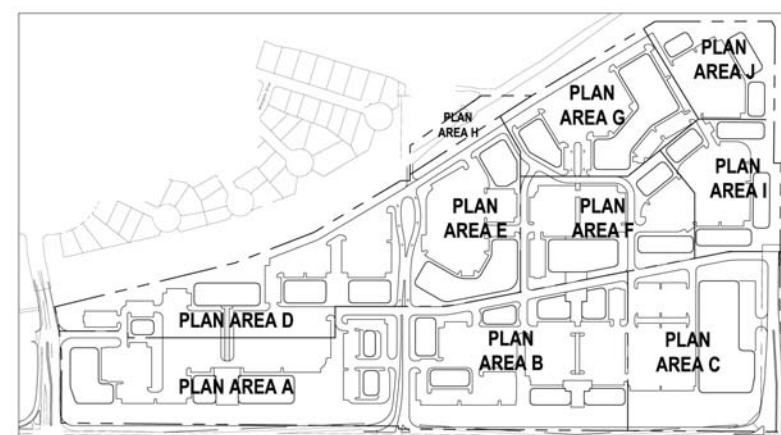 PLAN
AREA J
PLAN
AREA G
PLAN
AREA H
PLAN
AREA I
PLAN
AREA E
PLAN
AREA F
PLAN AREA D
PLAN
AREA B
PLAN
AREA C
PLAN AREA A